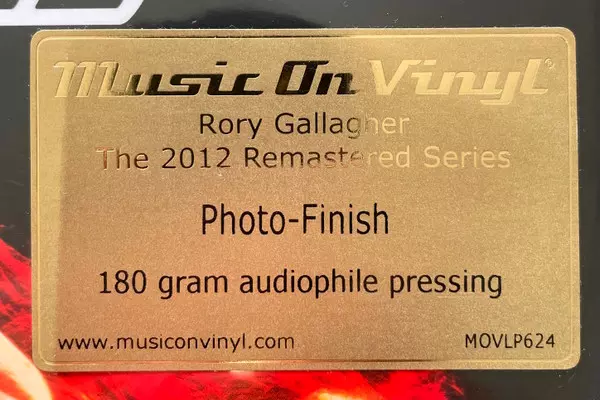 Music On Vinyl®
Rory Gallagher
The 2012 Remastered Series
Photo-Finish
180 gram audiophile pressing
www.musiconvinyl.com
MOVLP624